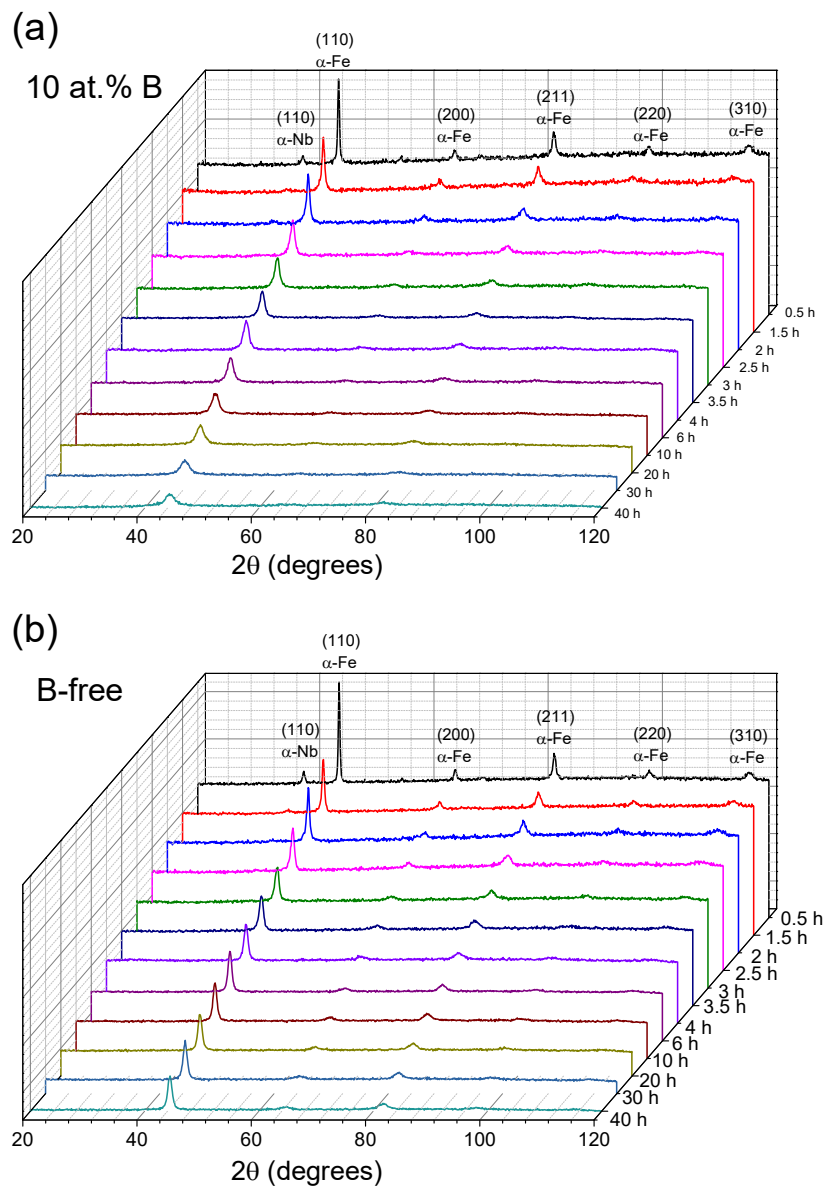 (a)
10 at.% B
(110)
α-Fe
(110)
α-Nb
(200)
α-Fe
(211)
α-Fe
(220)
α-Fe
(310)
α-Fe
0.5 h
1.5 h
2 h
2.5 h
3 h
3.5 h
4 h
6 h
10 h
20 h
30 h
40 h
20 40 60 80 100 120
2θ (degrees)
(b)
B-free
(110)
α-Fe
(110)
α-Nb
(200)
α-Fe
(211)
α-Fe
(220)
α-Fe
(310)
α-Fe
0.5 h
1.5 h
2 h
2.5 h
3 h
3.5 h
4 h
6 h
10 h
20 h
30 h
40 h
20 40 60 80 100 120
2θ (degrees)